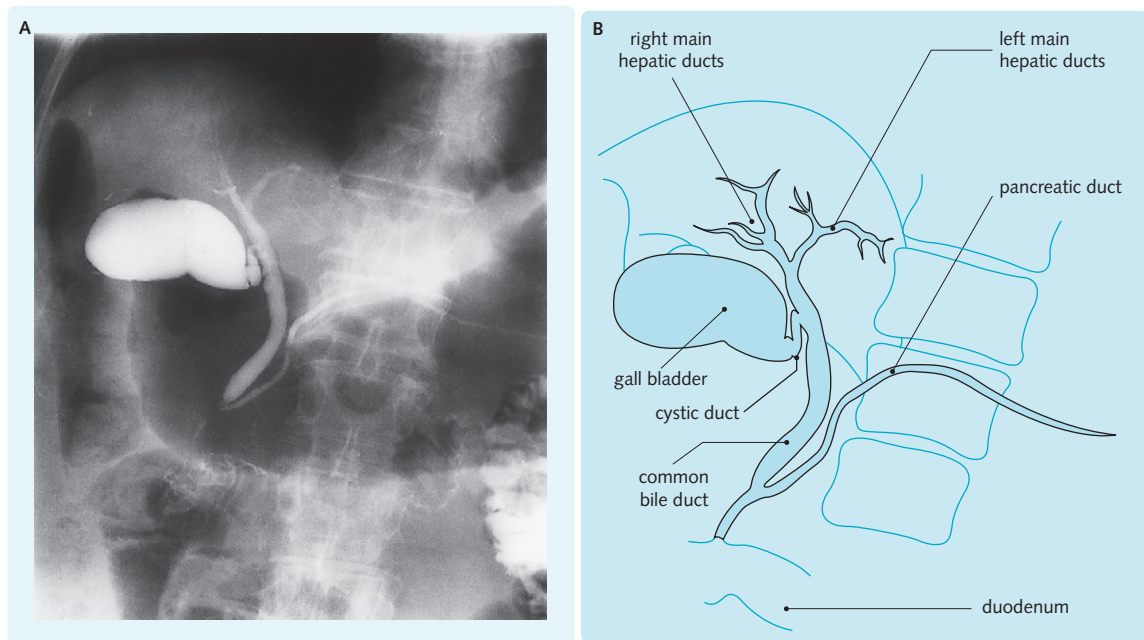 A
B
right main
hepatic ducts
left main
hepatic ducts
pancreatic duct
gall bladder
cystic duct
common
bile duct
duodenum